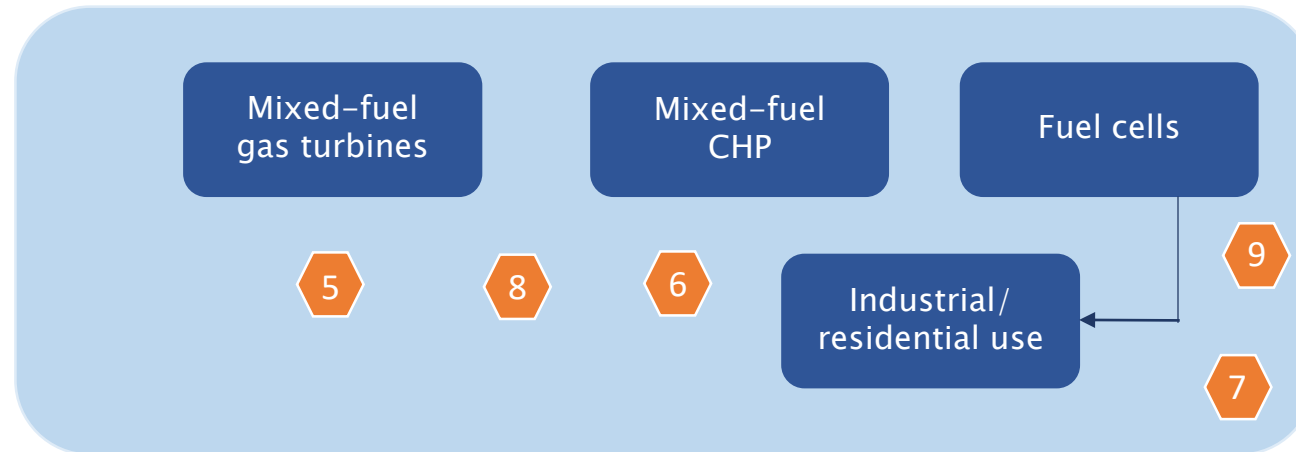 Mixed-fuel
gas turbines
Mixed-fuel
CHP
Fuel cells
5
8
6
9
Industrial/
residential use
7